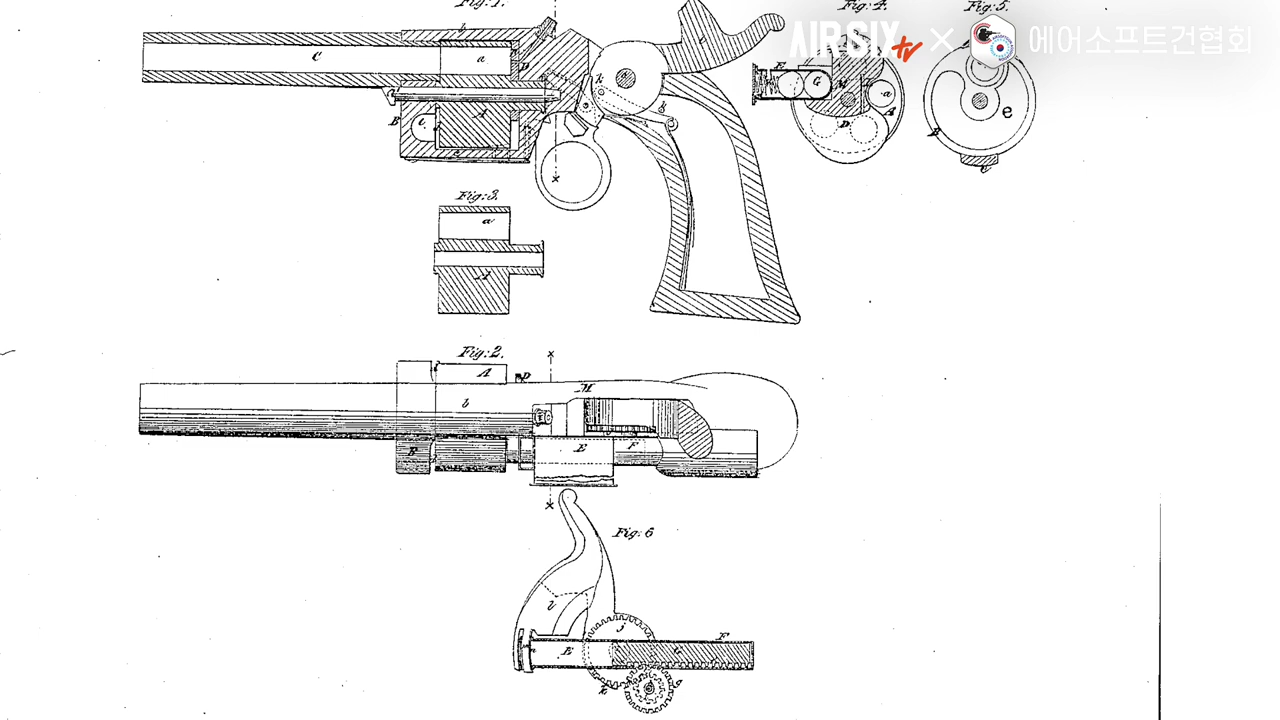 Fig: 1.
Fig: 4.
Fig: 5.
AIRSIX tv × 에어소프트건협회
b
C
a
D
k
A
B
e
E
G
M
a
D
A
e
B
Fig: 3.
a
A
Fig: 2.
A
D
b
M
B
E
F
Fig: 6
l
j
F
E
G
k